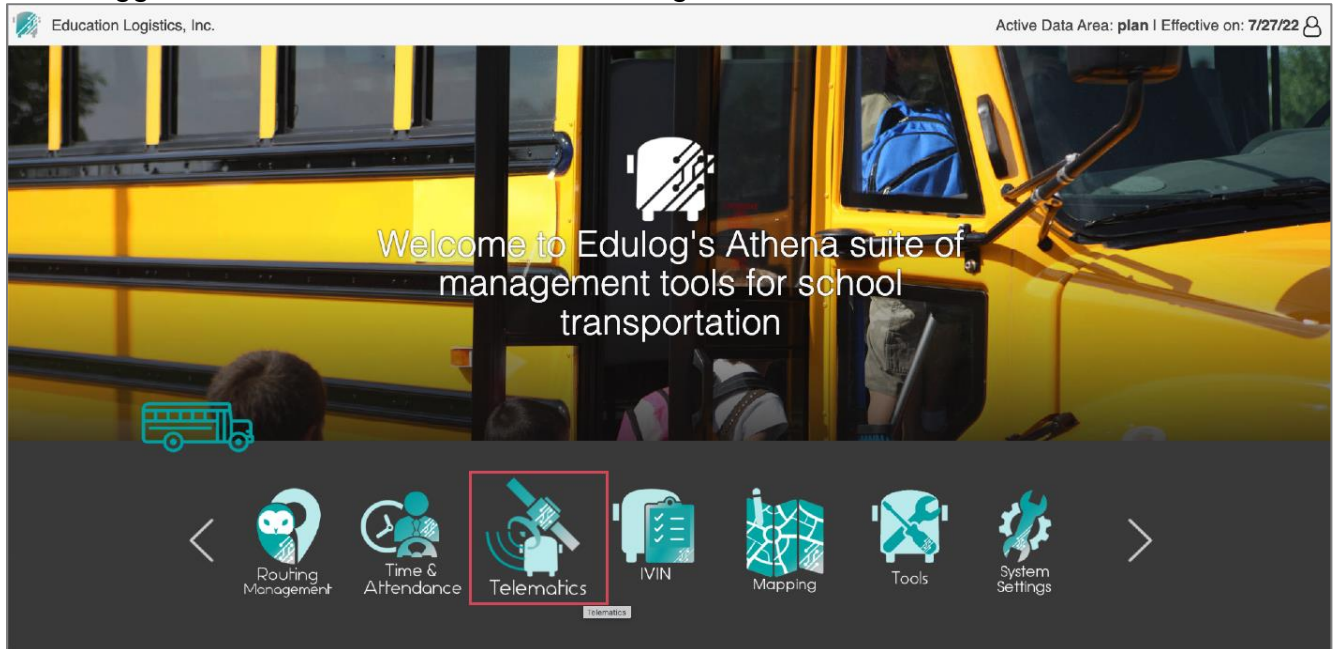 Education Logistics, Inc.
Active Data Area: plan | Effective on: 7/27/22
Welcome to Edulog's Athena suite of
management tools for school
transportation
Routing
Management
Time &
Attendance
Telematics
IVIN
Mapping
Tools
System
Settings
Telematics